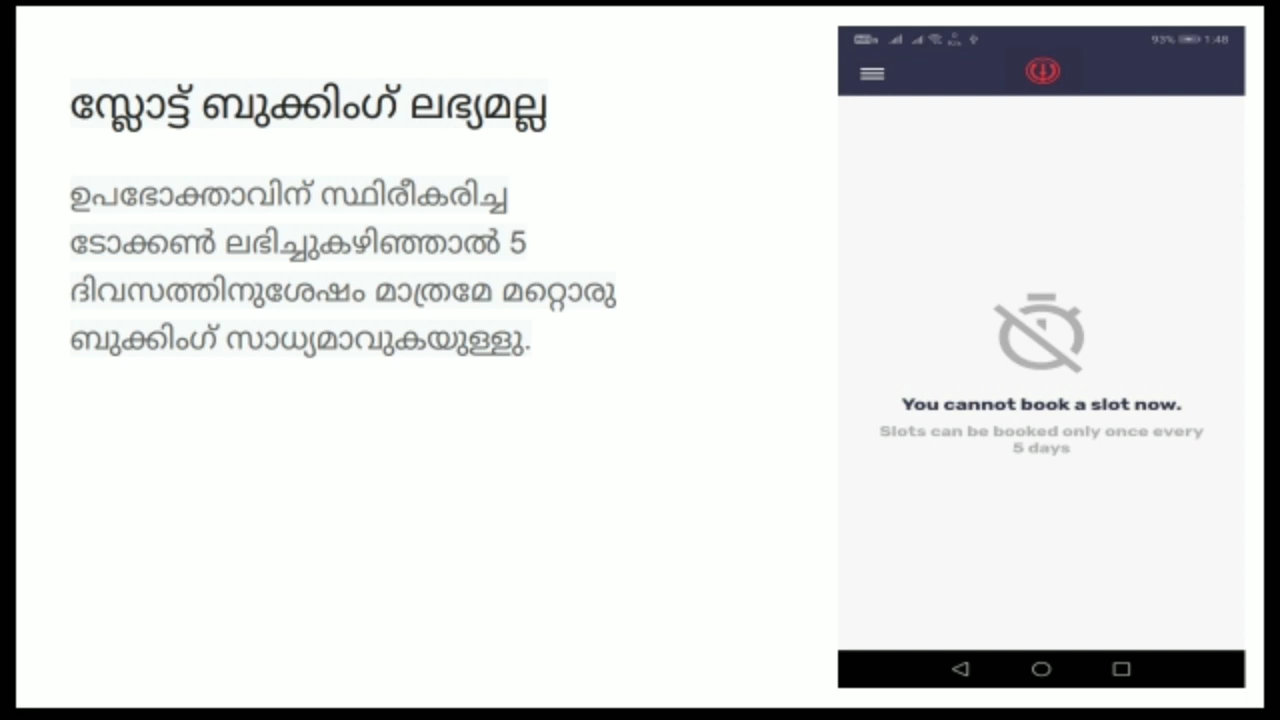 സ്ലോട്ട് ബുക്കിംഗ് ലഭ്യമല്ല
ഉപഭോക്താവിന് സ്ഥിരീകരിച്ച
ടോക്കൺ ലഭിച്ചുകഴിഞ്ഞാൽ 5
ദിവസത്തിനുശേഷം മാത്രമേ മറ്റൊരു
ബുക്കിംഗ് സാധ്യമാവുകയുള്ളു.
93% 1:48
You cannot book a slot now.
Slots can be booked only once every
5 days